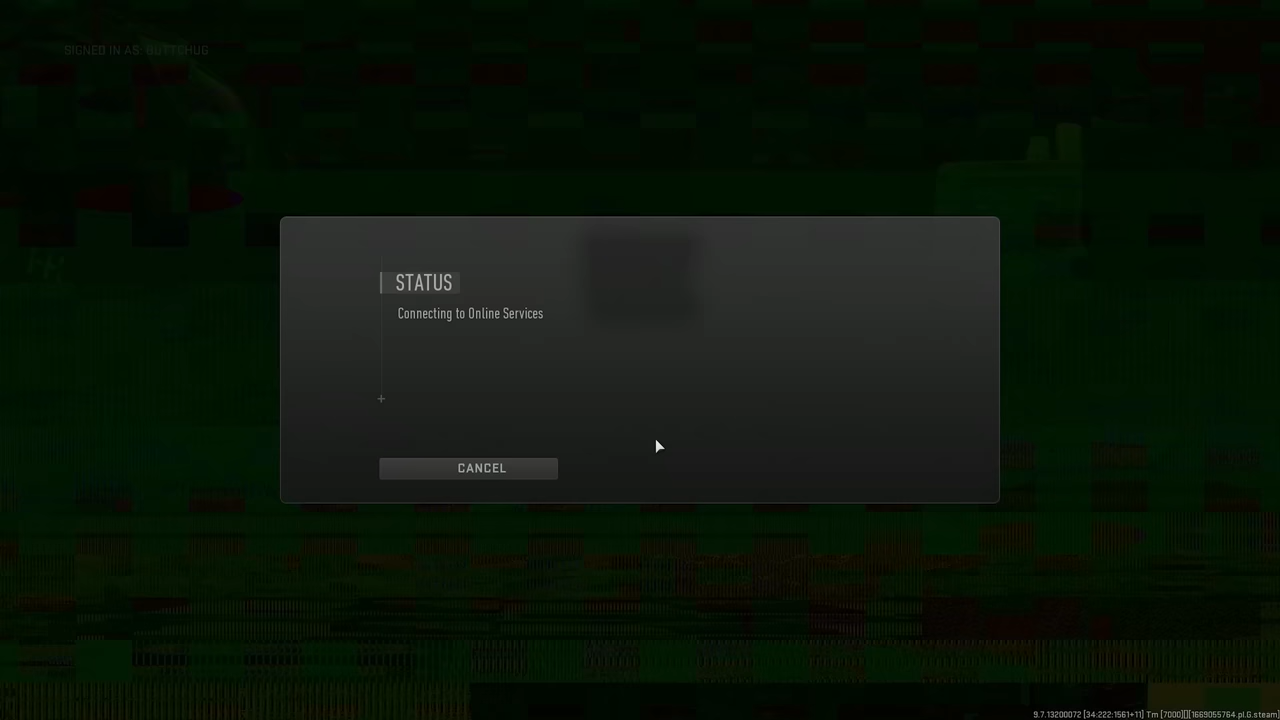 SIGNED IN AS: BUTTCHUG
STATUS
Connecting to Online Services
CANCEL
9.7.13200072 [34:222:1561+11] Tm [7000][][1669055764.pl.G.steam]